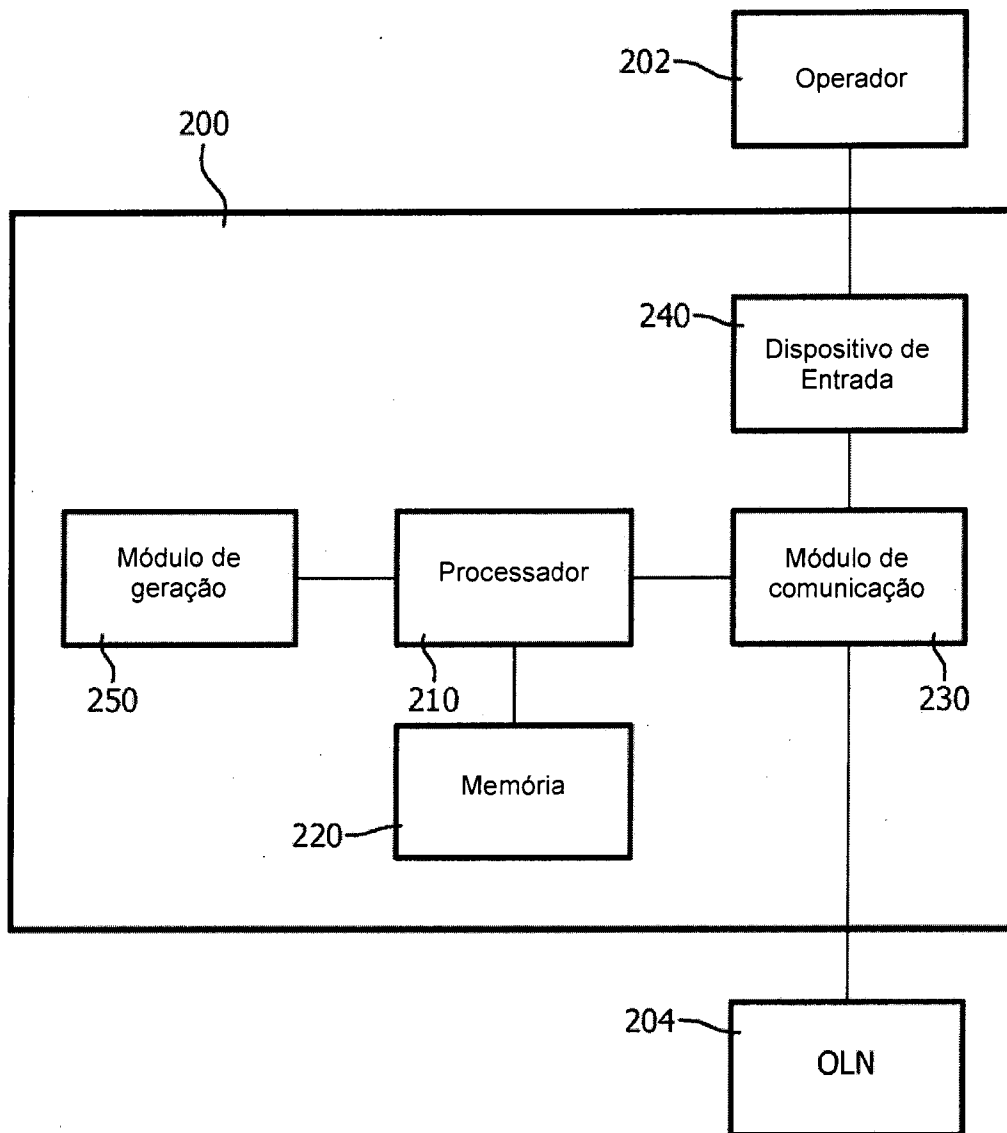 202
Operador
200
240
Dispositivo de
Entrada
Módulo de
geração
Processador
Módulo de
comunicação
250
210
230
Memória
220
204
OLN